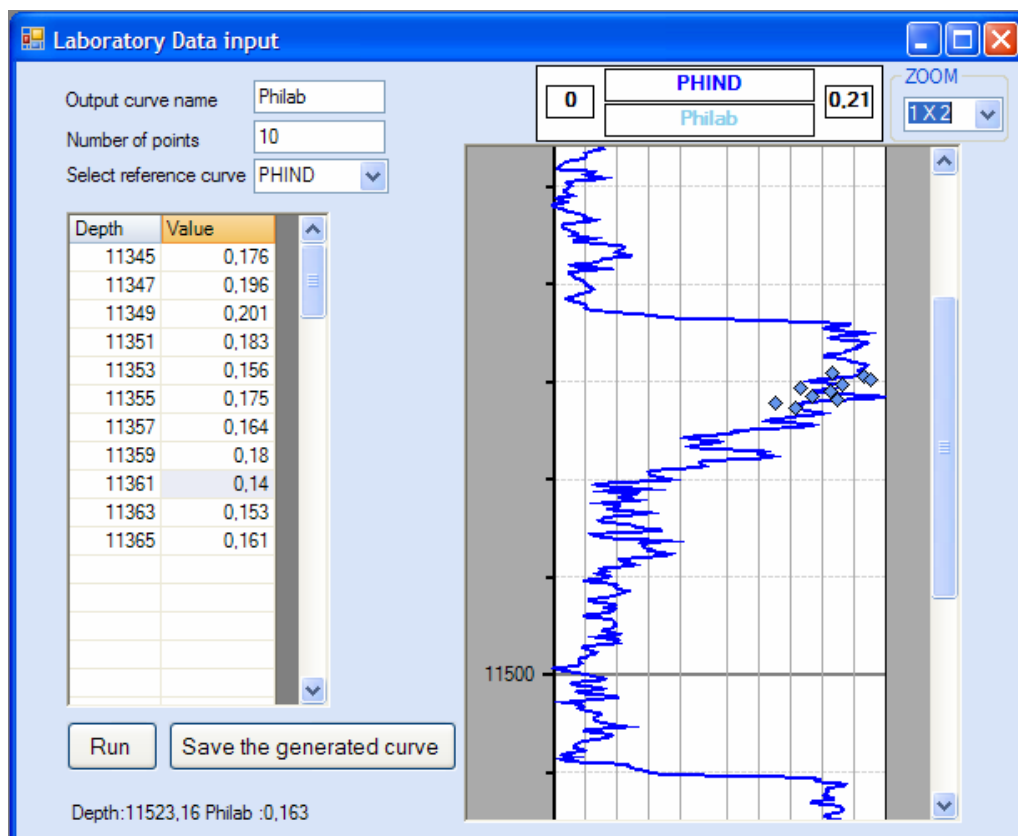 Laboratory Data input
Output curve name Philab
Number of points 10
Select reference curve PHIND
Depth Value
11345 0,176
11347 0,196
11349 0,201
11351 0,183
11353 0,156
11355 0,175
11357 0,164
11359 0,18
11361 0,14
11363 0,153
11365 0,161
Run Save the generated curve
Depth:11523,16 Philab :0,163
0 PHIND 0,21
Philab
ZOOM
1 X 2
11500